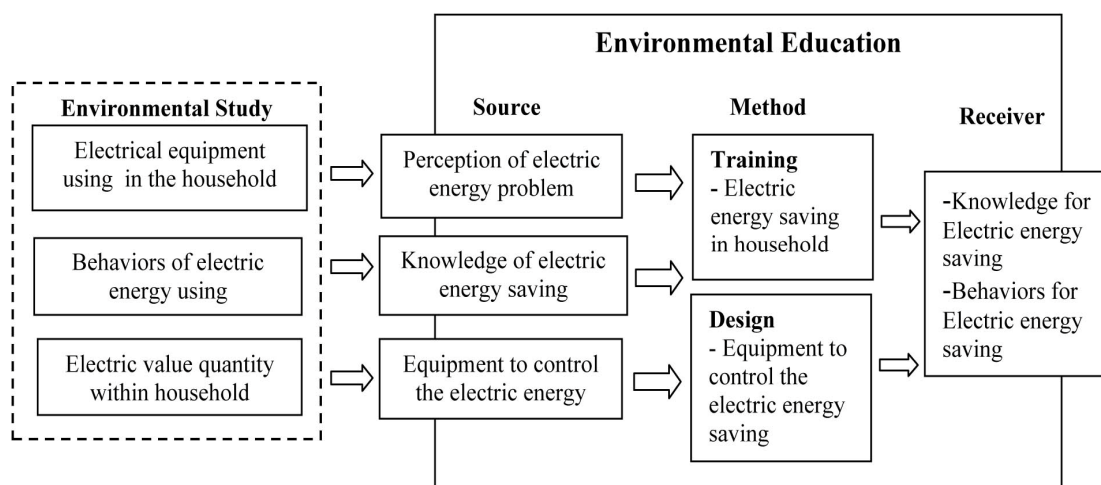 Environmental Education
Environmental Study
Electrical equipment
using in the household
Behaviors of electric
energy using
Electric value quantity
within household
Source
Perception of electric
energy problem
Knowledge of electric
energy saving
Equipment to control
the electric energy
Method
Training
- Electric
energy saving
in household
Design
- Equipment to
control the
electric energy
saving
Receiver
-Knowledge for
Electric energy
saving
-Behaviors for
Electric energy
saving